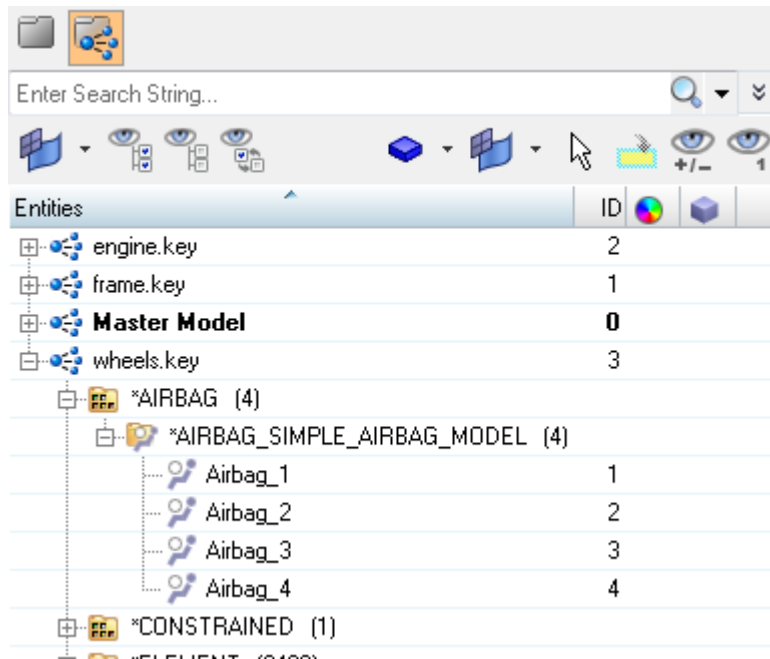 Enter Search String...
+/− 1
Entities ID
engine.key 2
frame.key 1
Master Model 0
wheels.key 3
*AIRBAG (4)
*AIRBAG_SIMPLE_AIRBAG_MODEL (4)
Airbag_1 1
Airbag_2 2
Airbag_3 3
Airbag_4 4
*CONSTRAINED (1)